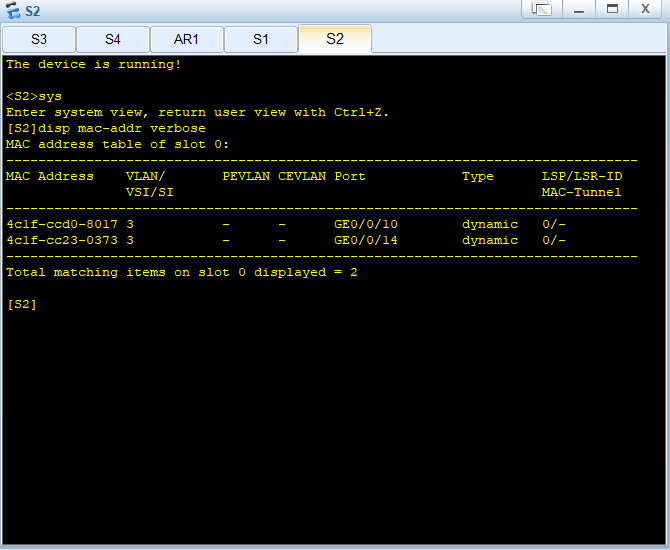 S2
S3 S4 AR1 S1 S2
The device is running!
<S2>sys
Enter system view, return user view with Ctrl+Z.
[S2]disp mac-addr verbose
MAC address table of slot 0:
-------------------------------------------------------------------------------
MAC Address    VLAN/       PEVLAN CEVLAN Port            Type      LSP/LSR-ID
               VSI/SI                                              MAC-Tunnel
-------------------------------------------------------------------------------
4c1f-ccd0-8017 3           -      -      GE0/0/10        dynamic   0/-
4c1f-cc23-0373 3           -      -      GE0/0/14        dynamic   0/-
-------------------------------------------------------------------------------
Total matching items on slot 0 displayed = 2
[S2]